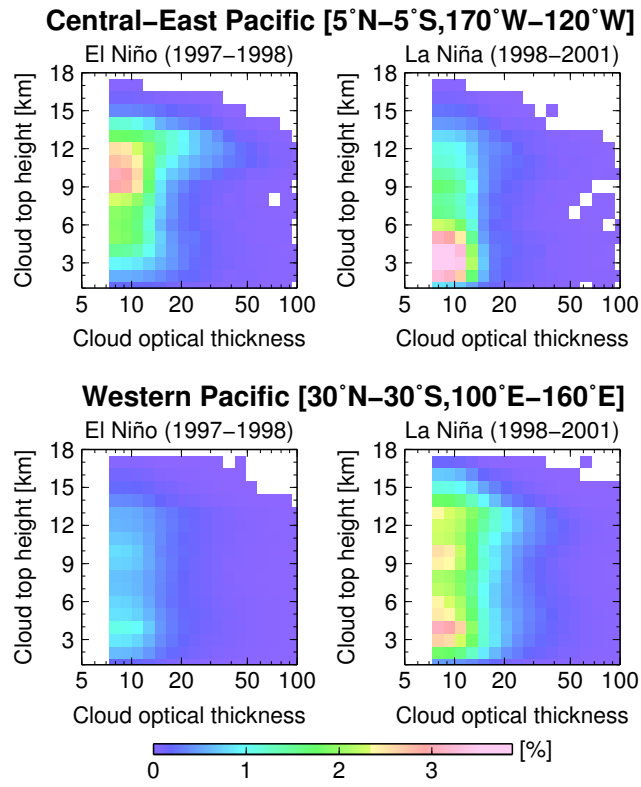 Central−East Pacific [5˚N−5˚S,170˚W−120˚W]
El Niño (1997−1998)
La Niña (1998−2001)
Cloud top height [km]
18
15
12
9
6
3
5 10 20 50 100
Cloud optical thickness
Cloud top height [km]
18
15
12
9
6
3
5 10 20 50 100
Cloud optical thickness
Western Pacific [30˚N−30˚S,100˚E−160˚E]
El Niño (1997−1998)
La Niña (1998−2001)
Cloud top height [km]
18
15
12
9
6
3
5 10 20 50 100
Cloud optical thickness
Cloud top height [km]
18
15
12
9
6
3
5 10 20 50 100
Cloud optical thickness
[%]
0 1 2 3